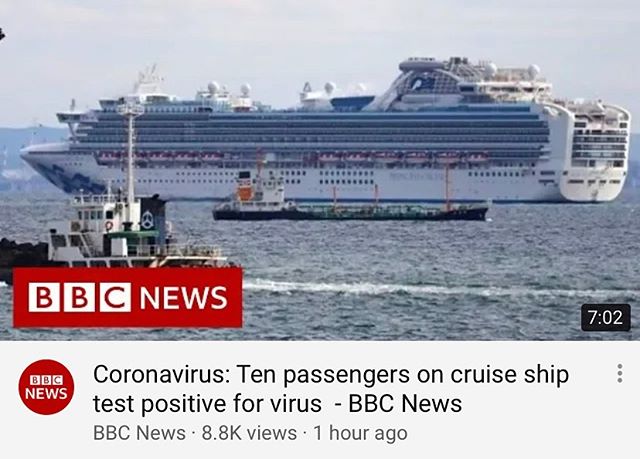 BBC NEWS
7:02
BBC
NEWS
Coronavirus: Ten passengers on cruise ship
test positive for virus - BBC News
BBC News · 8.8K views · 1 hour ago